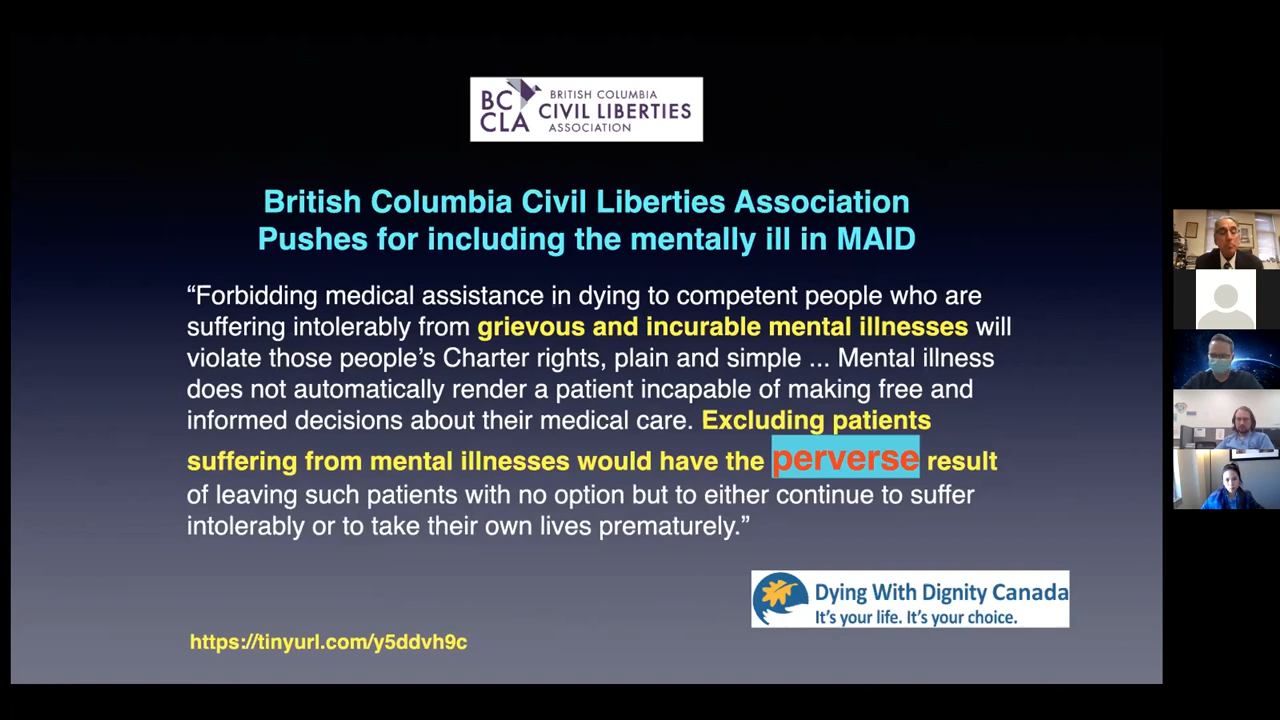 BC
CLA
BRITISH COLUMBIA
CIVIL LIBERTIES
ASSOCIATION
British Columbia Civil Liberties Association
Pushes for including the mentally ill in MAID
“Forbidding medical assistance in dying to competent people who are
suffering intolerably from grievous and incurable mental illnesses will
violate those people’s Charter rights, plain and simple ... Mental illness
does not automatically render a patient incapable of making free and
informed decisions about their medical care. Excluding patients
suffering from mental illnesses would have the perverse result
of leaving such patients with no option but to either continue to suffer
intolerably or to take their own lives prematurely.”
Dying With Dignity Canada
It’s your life. It’s your choice.
https://tinyurl.com/y5ddvh9c